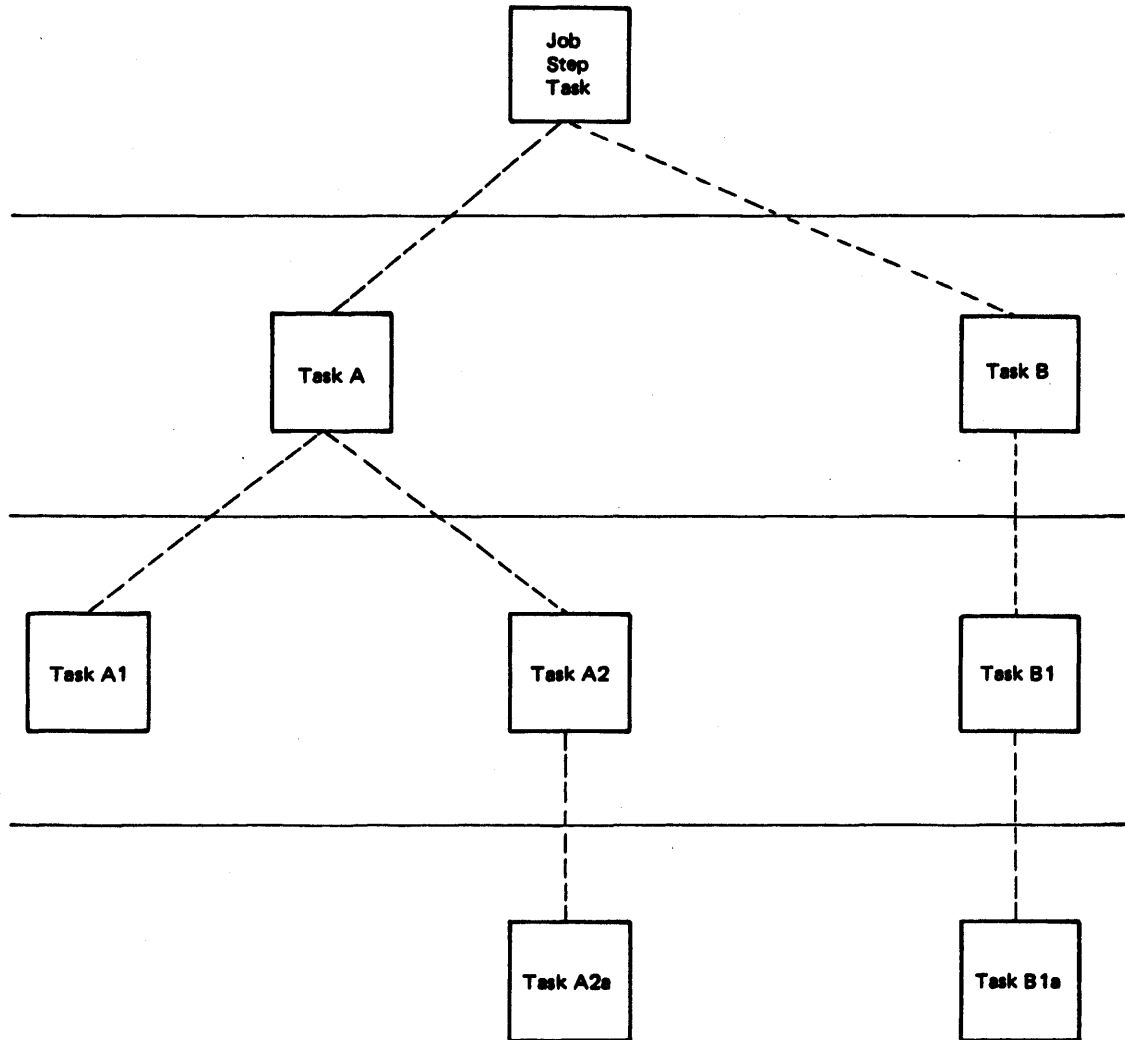 Job
Step
Task
Task A
Task B
Task A1
Task A2
Task B1
Task A2a
Task B1a